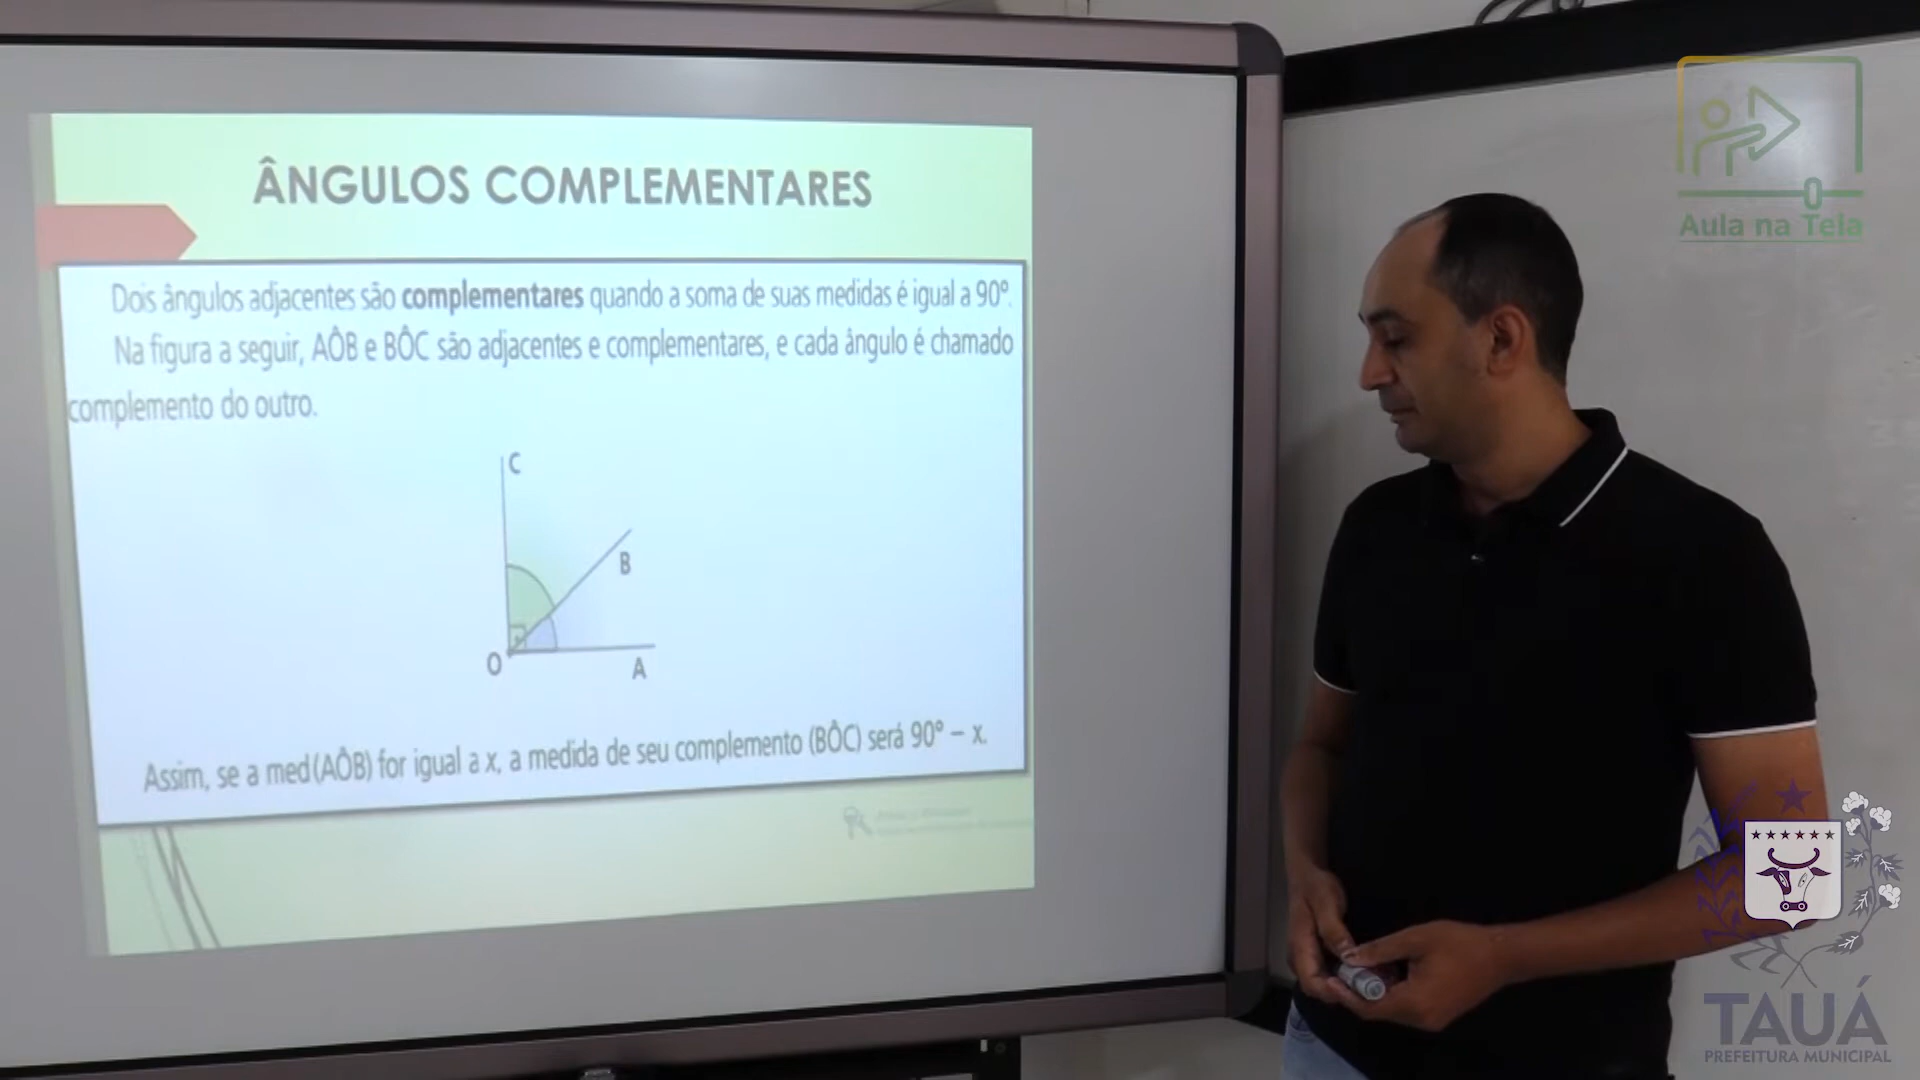 ÂNGULOS COMPLEMENTARES
Dois ângulos adjacentes são complementares quando a soma de suas medidas é igual a 90º.
Na figura a seguir, AÔB e BÔC são adjacentes e complementares, e cada ângulo é chamado
complemento do outro.
C
B
O
A
Assim, se a med(AÔB) for igual a x, a medida de seu complemento (BÔC) será 90º – x.
Aula na Tela
TAUÁ
PREFEITURA MUNICIPAL